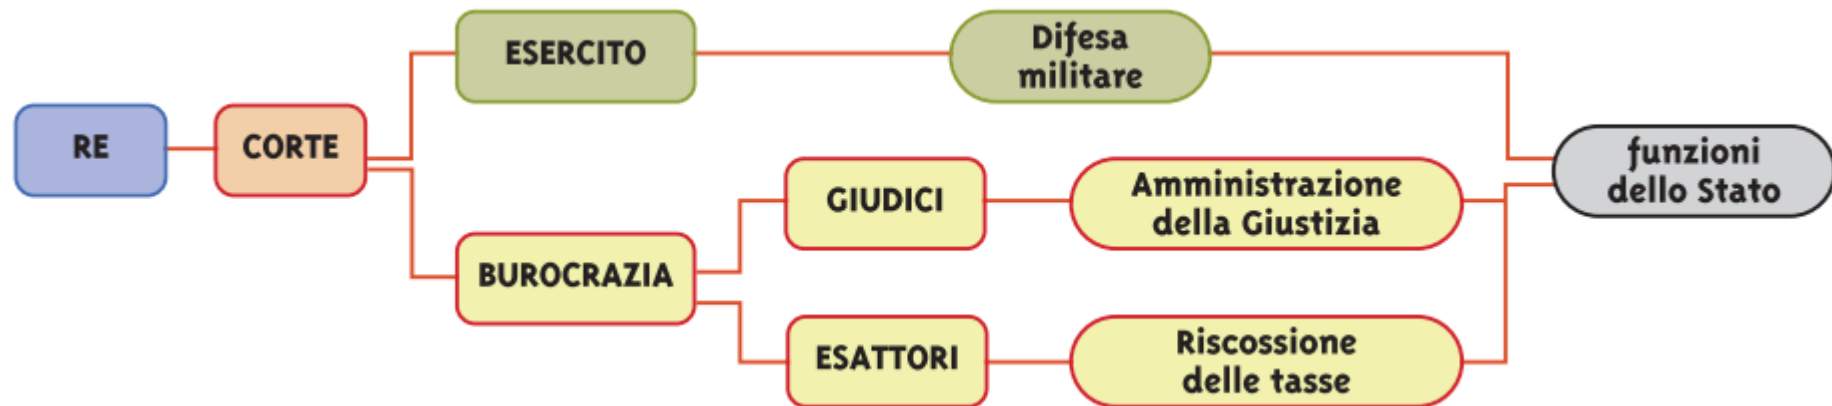 RE
CORTE
ESERCITO
Difesa
militare
BUROCRAZIA
GIUDICI
Amministrazione
della Giustizia
ESATTORI
Riscossione
delle tasse
funzioni
dello Stato